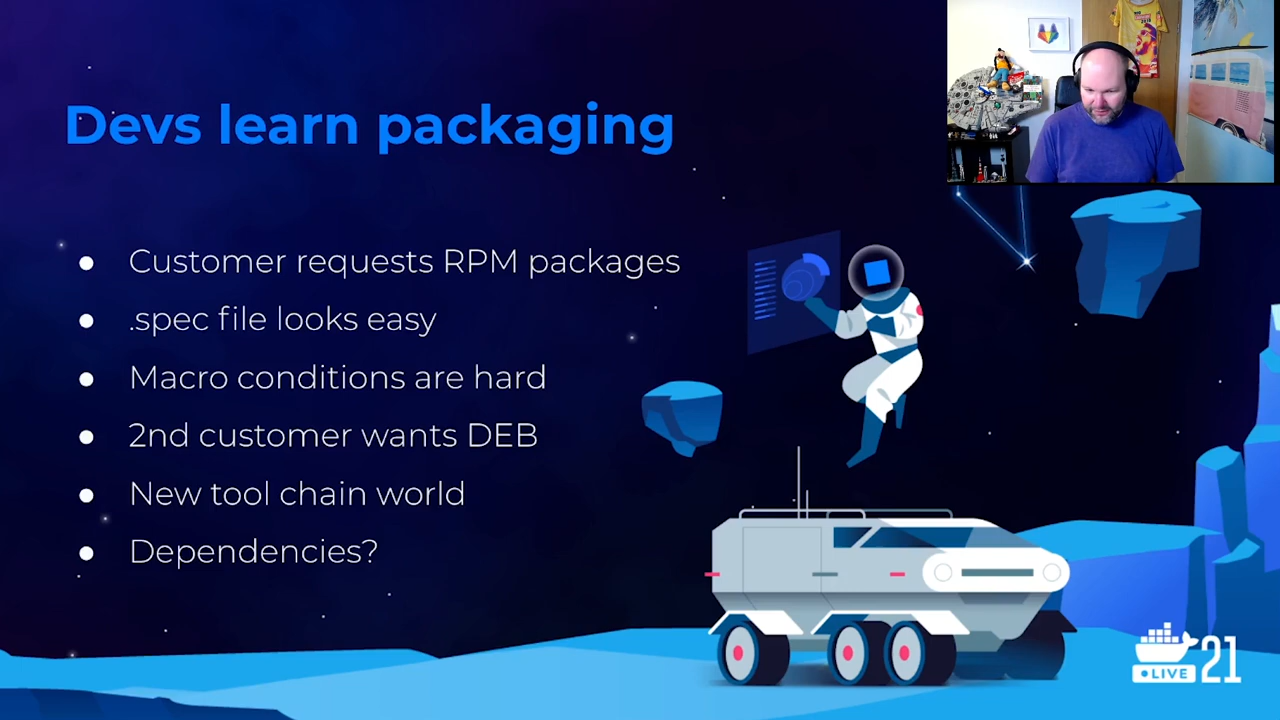 Devs learn packaging
Customer requests RPM packages
.spec file looks easy
Macro conditions are hard
2nd customer wants DEB
New tool chain world
Dependencies?
LIVE 21